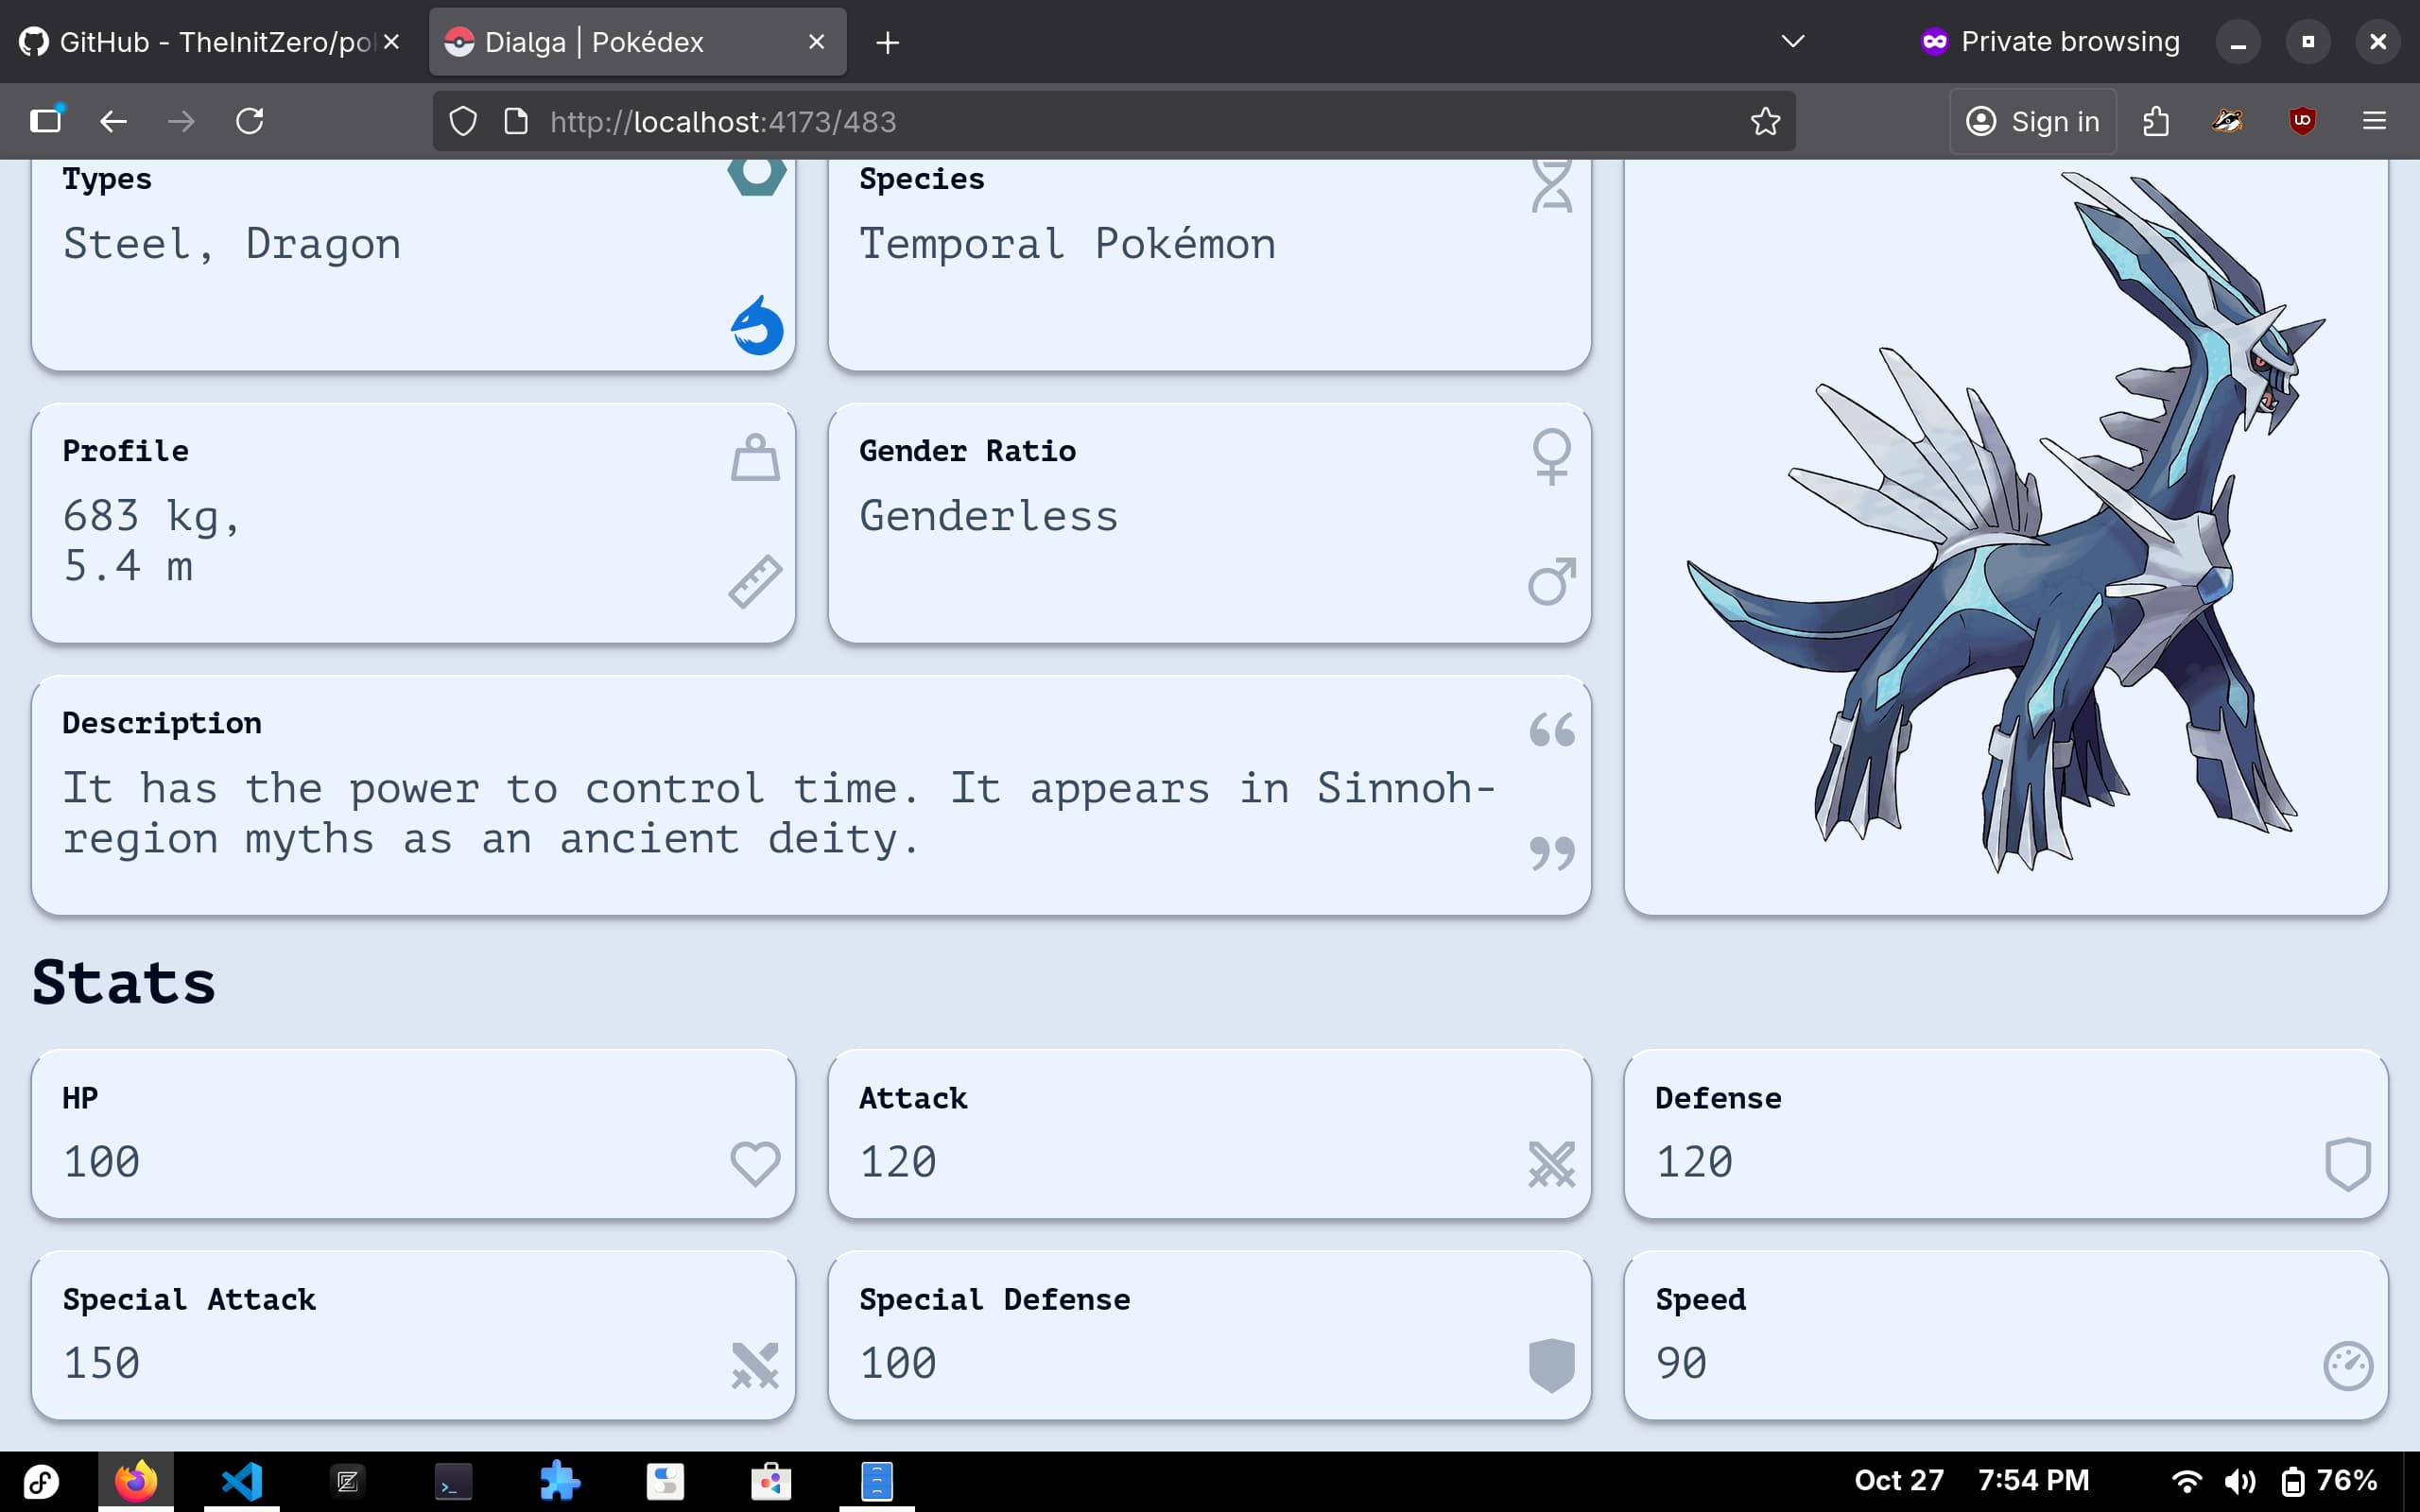 GitHub - TheInitZero/po
Dialga | Pokédex
Private browsing
http://localhost:4173/483
Sign in
Types
Steel, Dragon
Species
Temporal Pokémon
Profile
683 kg,
5.4 m
Gender Ratio
Genderless
Description
It has the power to control time. It appears in Sinnoh-
region myths as an ancient deity.
Stats
HP
100
Attack
120
Defense
120
Special Attack
150
Special Defense
100
Speed
90
Oct 27 7:54 PM
76%